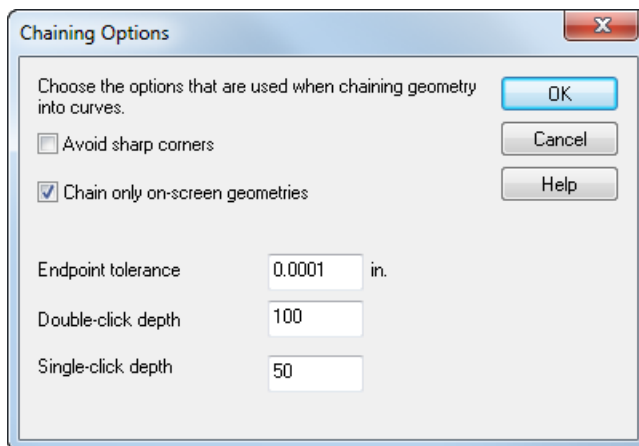 Chaining Options
Choose the options that are used when chaining geometry
into curves.
OK
Avoid sharp corners
Cancel
Chain only on-screen geometries
Help
Endpoint tolerance 0.0001 in.
Double-click depth 100
Single-click depth 50